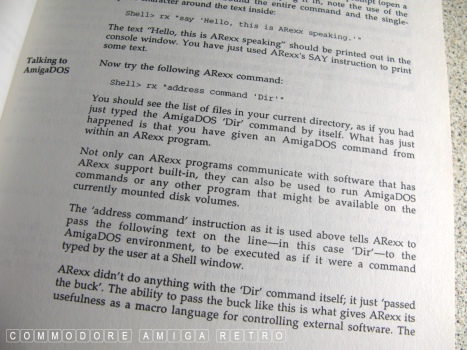 around the entire command and the single-
character around the text inside:
Shell> rx "say 'Hello, this is ARexx speaking.'"
The text "Hello, this is ARexx speaking" should be printed out in the
console window. You have just used ARexx's SAY instruction to print
some text.
Talking to
AmigaDOS
Now try the following ARexx command:
Shell> rx "address command 'Dir'"
You should see the list of files in your current directory, as if you had
just typed the AmigaDOS 'Dir' command by itself. What has just
happened is that you have given an AmigaDOS command from
within an ARexx program.
Not only can ARexx programs communicate with software that has
ARexx support built-in, they can also be used to run AmigaDOS
commands or any other program that might be available on the
currently mounted disk volumes.
The 'address command' instruction as it is used above tells ARexx to
pass the following text on the line—in this case 'Dir'—to the
AmigaDOS environment, to be executed as if it were a command
typed by the user at a Shell window.
ARexx didn't do anything with the 'Dir' command itself; it just 'passed
the buck'. The ability to pass the buck like this is what gives ARexx its
usefulness as a macro language for controlling external software. The
COMMODORE AMIGA RETRO